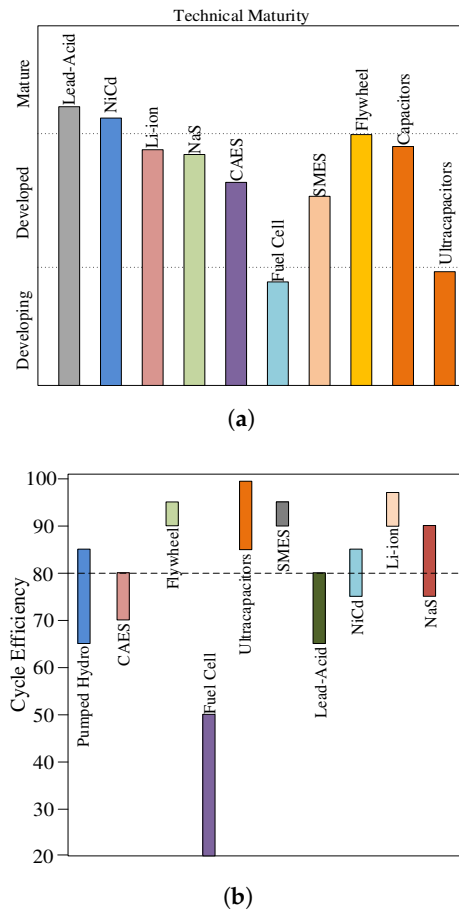 Technical Maturity
Mature
Developed
Developing
Lead-Acid
NiCd
Li-ion
NaS
CAES
Fuel Cell
SMES
Flywheel
Capacitors
Ultracapacitors
(a)
Cycle Efficiency
100
90
80
70
60
50
40
30
20
Pumped Hydro
CAES
Flywheel
Fuel Cell
Ultracapacitors
SMES
Lead-Acid
NiCd
Li-ion
NaS
(b)